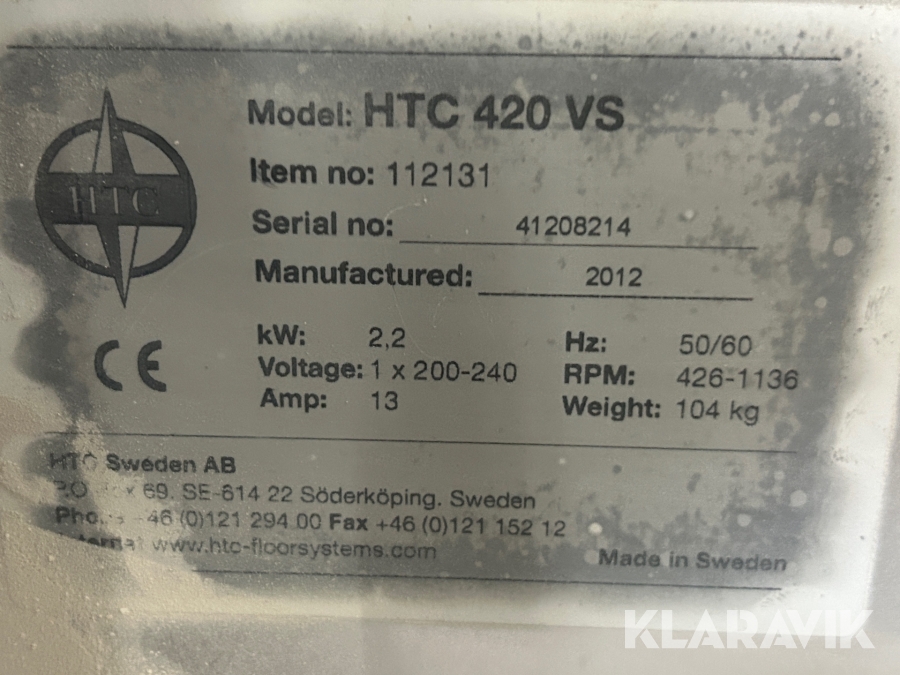 Model: HTC 420 VS
HTC
Item no: 112131
Serial no: 41208214
Manufactured: 2012
kW: 2,2 Hz: 50/60
Voltage: 1 x 200-240 RPM: 426-1136
Amp: 13 Weight: 104 kg
CE
HTC Sweden AB
P.O 69. SE-614 22 Söderköping. Sweden
+46 (0)121 294 00 Fax +46 (0)121 152 12
www.htc-floorsystems.com
Made in Sweden
KLARAVIK